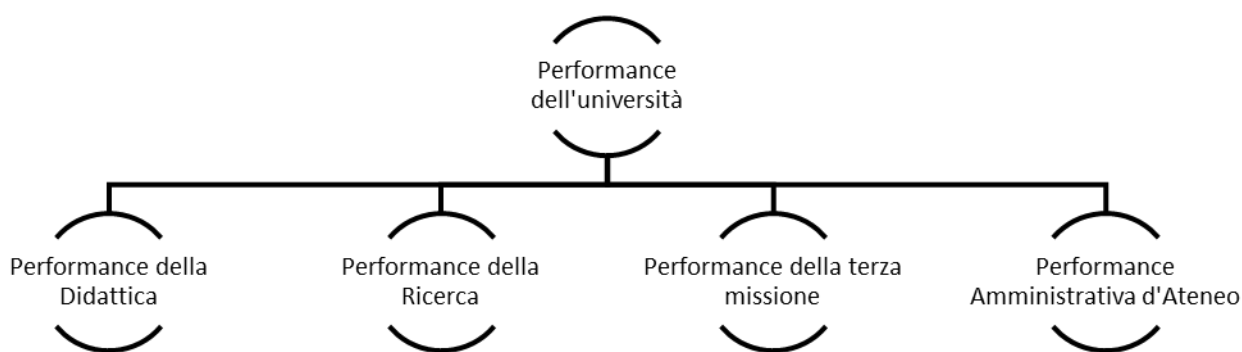 Performance
dell'università
Performance della
Didattica
Performance della
Ricerca
Performance della terza
missione
Performance
Amministrativa d'Ateneo